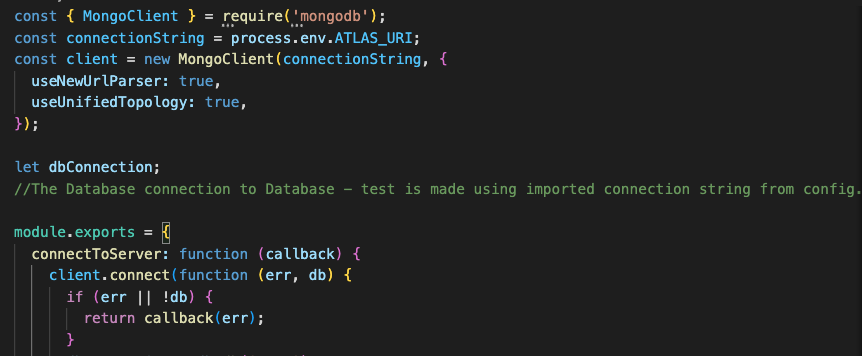 const { MongoClient } = require('mongodb');
const connectionString = process.env.ATLAS_URI;
const client = new MongoClient(connectionString, {
  useNewUrlParser: true,
  useUnifiedTopology: true,
});
let dbConnection;
//The Database connection to Database – test is made using imported connection string from config.
module.exports = {
  connectToServer: function (callback) {
    client.connect(function (err, db) {
      if (err || !db) {
        return callback(err);
      }